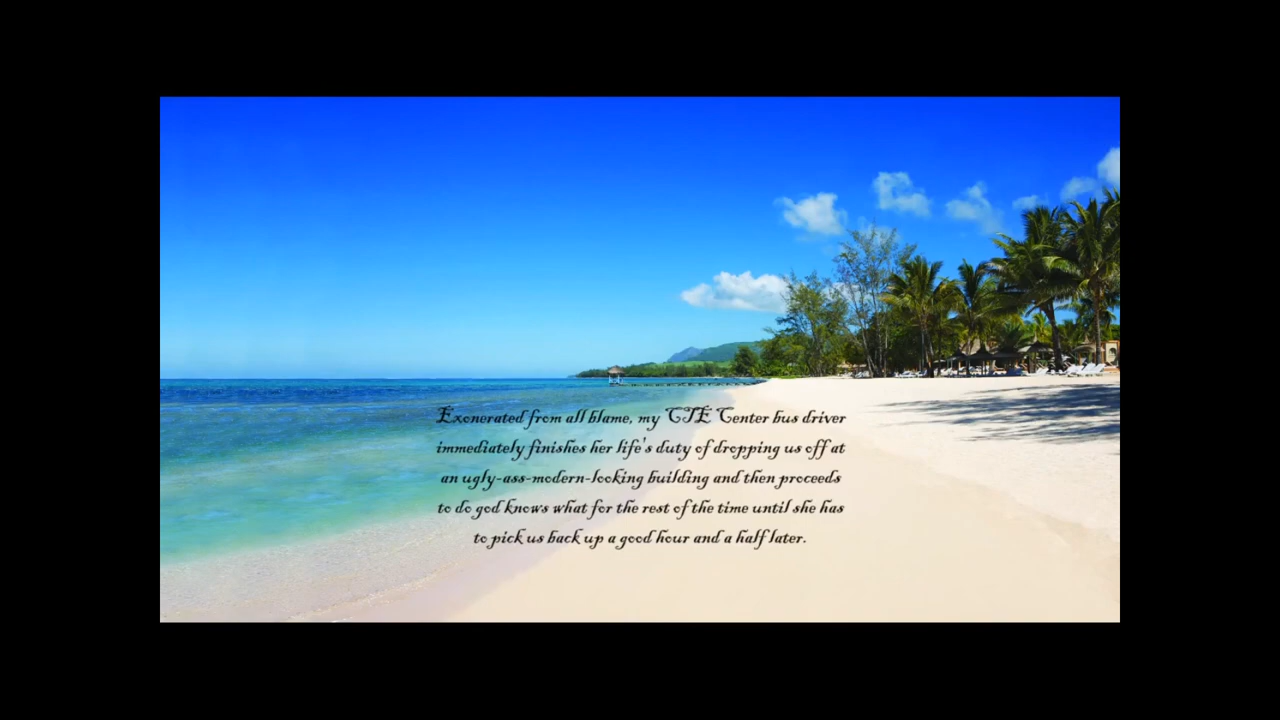 Exonerated from all blame, my CTE Center bus driver
immediately finishes her life's duty of dropping us off at
an ugly-ass-modern-looking building and then proceeds
to do god knows what for the rest of the time until she has
to pick us back up a good hour and a half later.